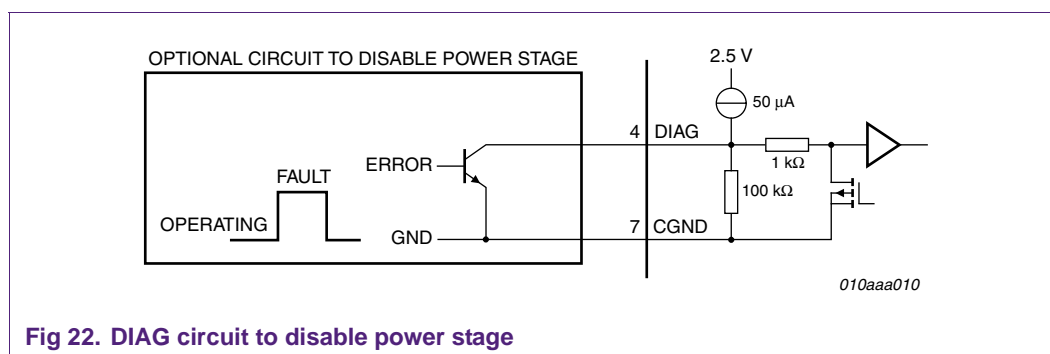 OPTIONAL CIRCUIT TO DISABLE POWER STAGE
2.5 V
50 μA
4 DIAG
ERROR
1 kΩ
FAULT
100 kΩ
OPERATING
GND
7 CGND
010aaa010
Fig 22. DIAG circuit to disable power stage